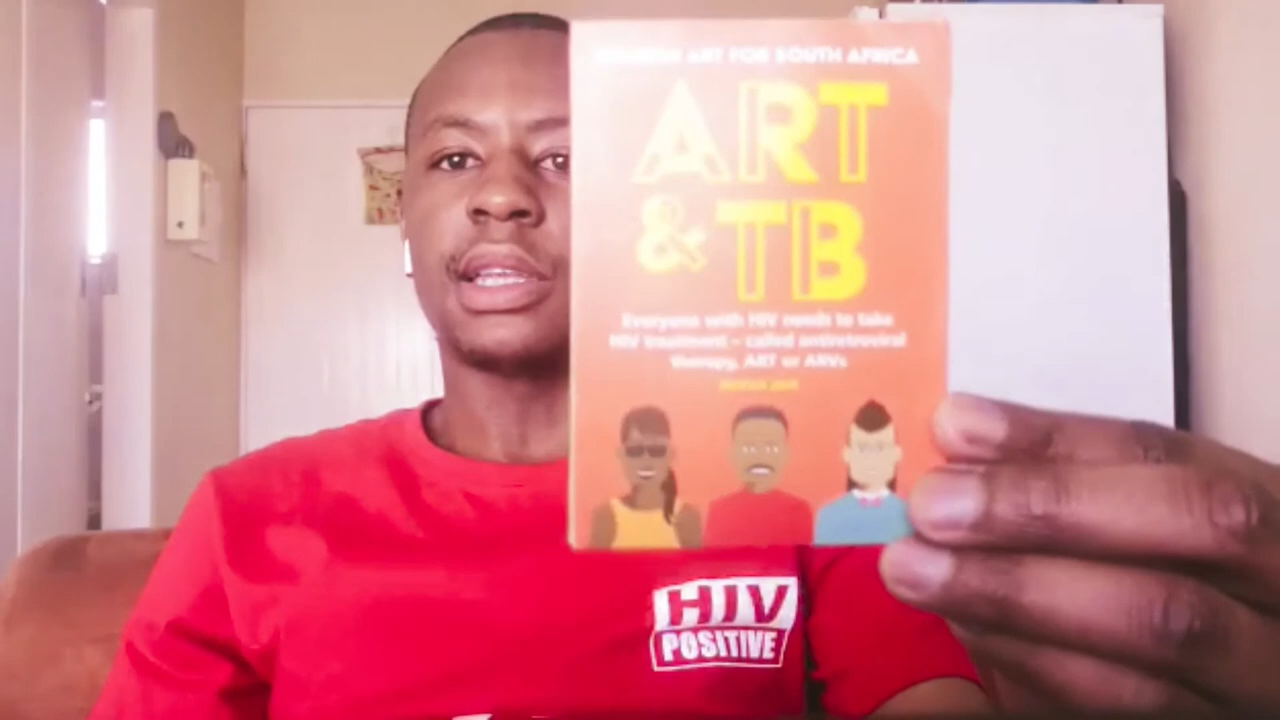 ART FOR SOUTH AFRICA
ART
& TB
Everyone with HIV needs to take
HIV treatment – called antiretroviral
therapy, ART or ARVs
HIV
POSITIVE